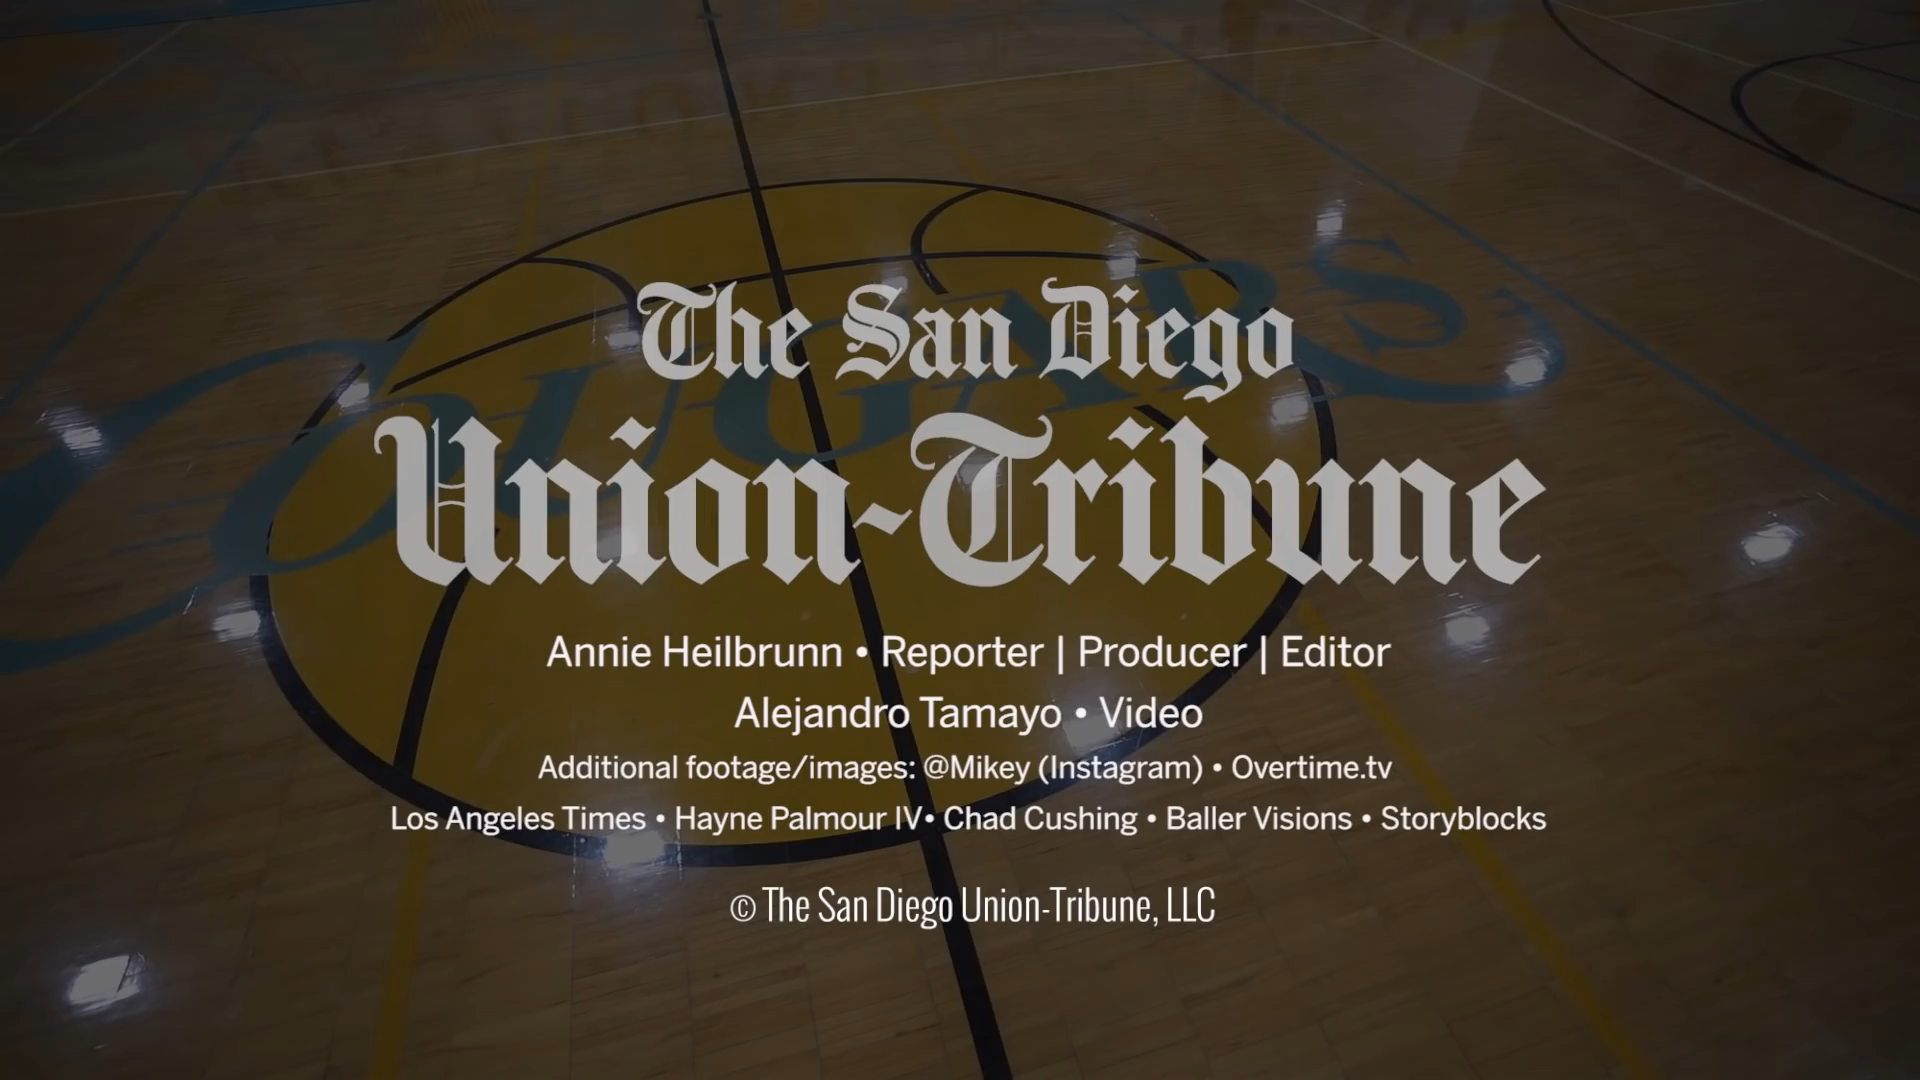 COUGARS
The San Diego
Union-Tribune
Annie Heilbrunn • Reporter | Producer | Editor
Alejandro Tamayo • Video
Additional footage/images: @Mikey (Instagram) • Overtime.tv
Los Angeles Times • Hayne Palmour IV• Chad Cushing • Baller Visions • Storyblocks
© The San Diego Union-Tribune, LLC